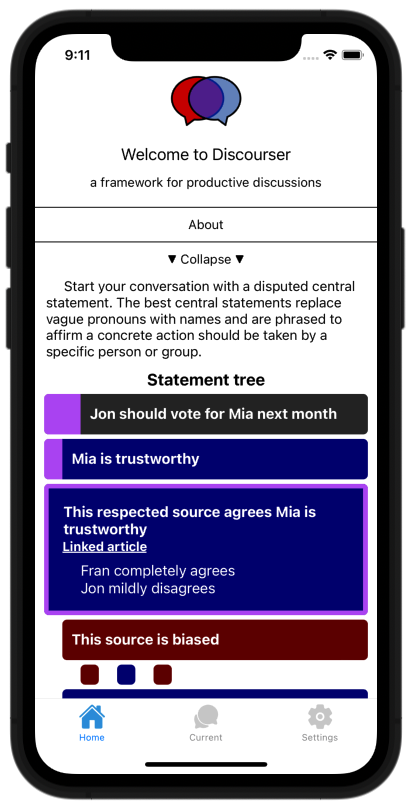 9:11
Welcome to Discourser
a framework for productive discussions
About
▼ Collapse ▼
Start your conversation with a disputed central
statement. The best central statements replace
vague pronouns with names and are phrased to
affirm a concrete action should be taken by a
specific person or group.
Statement tree
Jon should vote for Mia next month
Mia is trustworthy
This respected source agrees Mia is
trustworthy
Linked article
Fran completely agrees
Jon mildly disagrees
This source is biased
Home
Current
Settings